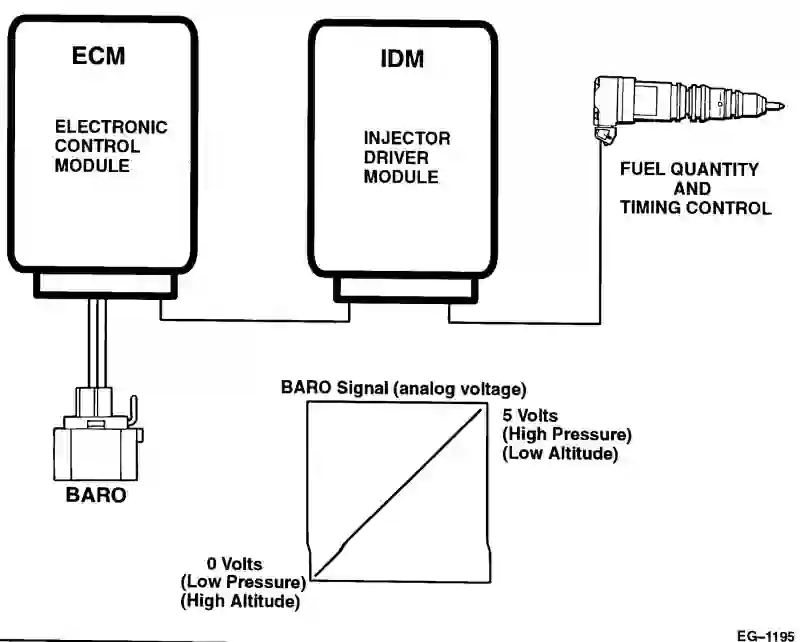 ECM
ELECTRONIC
CONTROL
MODULE
IDM
INJECTOR
DRIVER
MODULE
FUEL QUANTITY
AND
TIMING CONTROL
BARO
BARO Signal (analog voltage)
5 Volts
(High Pressure)
(Low Altitude)
0 Volts
(Low Pressure)
(High Altitude)
EG–1195